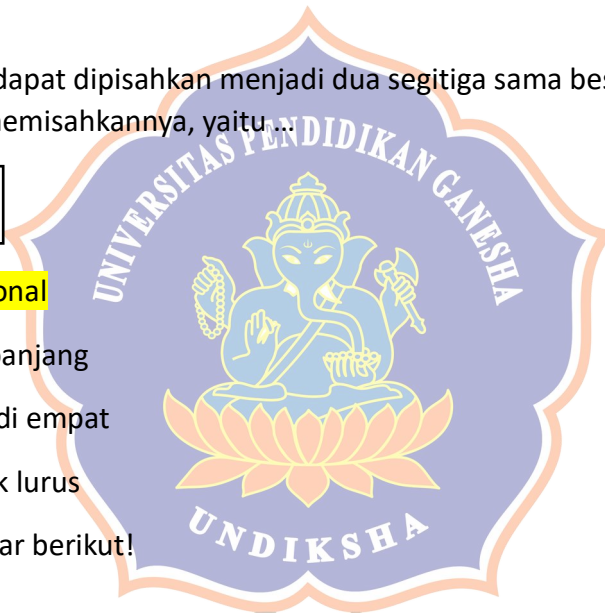 dapat dipisahkan menjadi dua segitiga sama bes
emisahkannya, yaitu ...
UNIVERSITAS PENDIDIKAN GANESHA
onal
panjang
di empat
k lurus
ar berikut!
UNDIKSHA